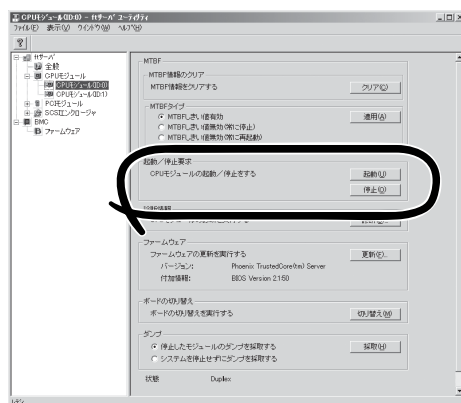 CPUモジュール(ID:0) - ftサーバ ユーティリティ
ファイル(F) 表示(V) ウインドウ(W) ヘルプ(H)
ftサーバ
全般
CPUモジュール
CPUモジュール(ID:0)
CPUモジュール(ID:1)
PCIモジュール
SCSIエンクロージャ
BMC
ファームウェア
MTBF
MTBF情報のクリア
MTBF情報をクリアする
クリア(C)
MTBFタイプ
MTBFしきい値有効
適用(A)
MTBFしきい値無効(常に停止)
MTBFしきい値無効(常に再起動)
起動/停止要求
CPUモジュールの起動/停止をする
起動(U)
停止(D)
ファームウェア
ファームウェアの更新を実行する
更新(F)...
バージョン: Phoenix TrustedCore(tm) Server
付加情報: BIOS Version 2.1.50
ボードの切り替え
ボードの切り替えを実行する
切り替え(M)
ダンプ
停止したモジュールのダンプを採取する
採取(H)
システムを停止せずにダンプを採取する
状態 Duplex
レディ